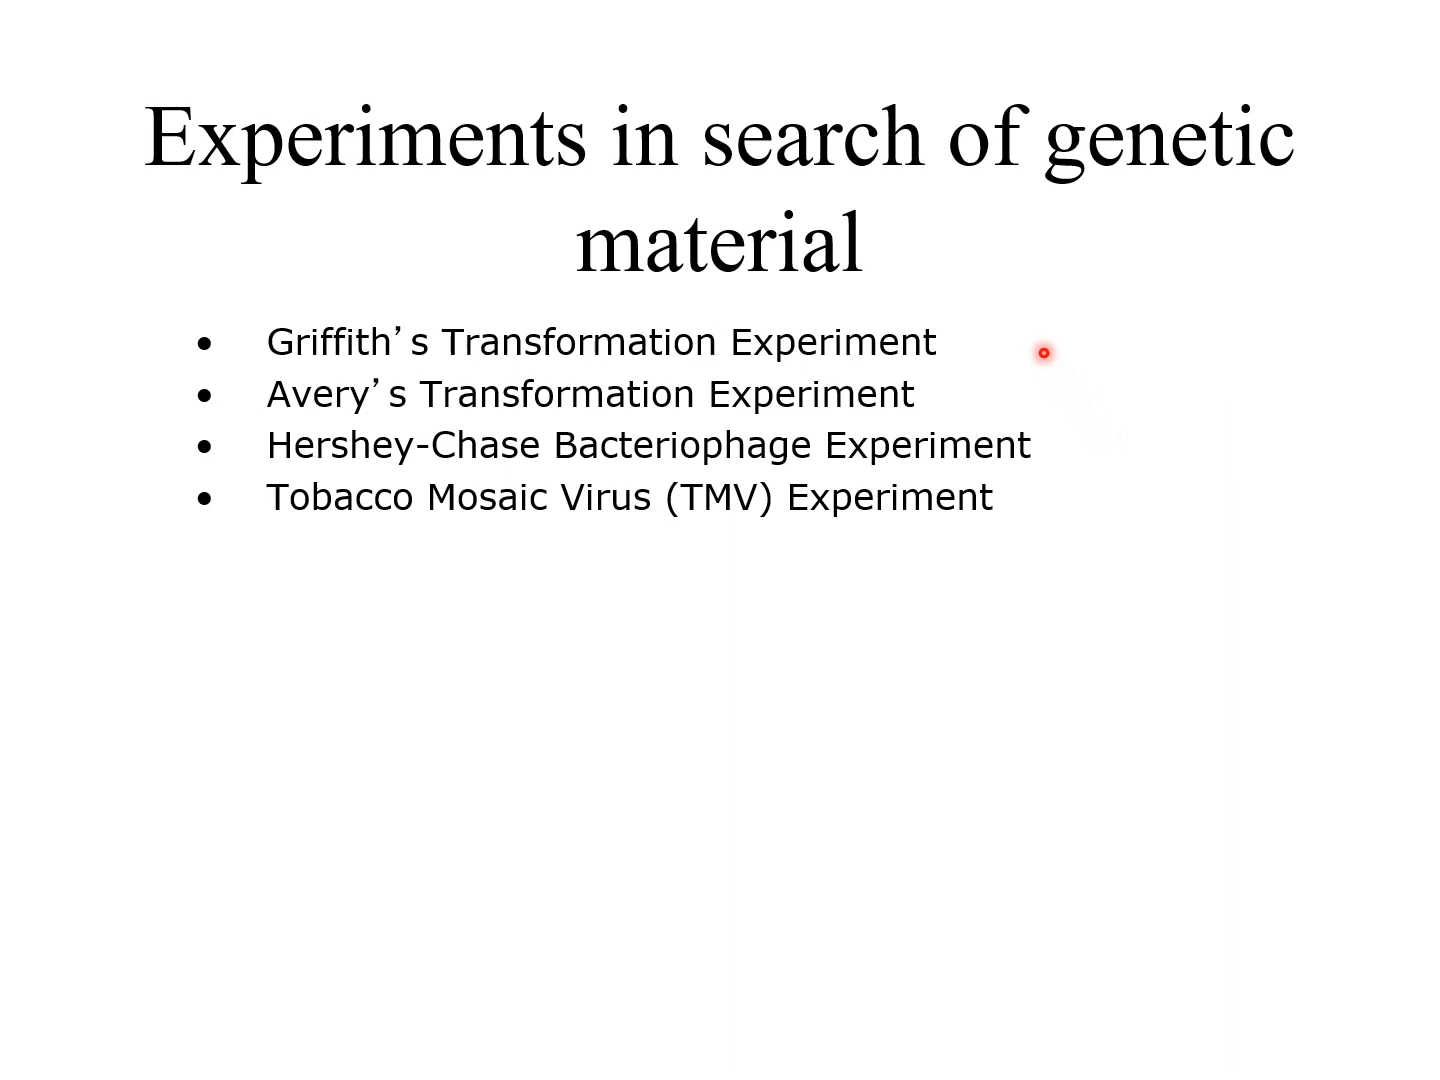 Experiments in search of genetic
material
• Griffith’s Transformation Experiment
• Avery’s Transformation Experiment
• Hershey-Chase Bacteriophage Experiment
• Tobacco Mosaic Virus (TMV) Experiment